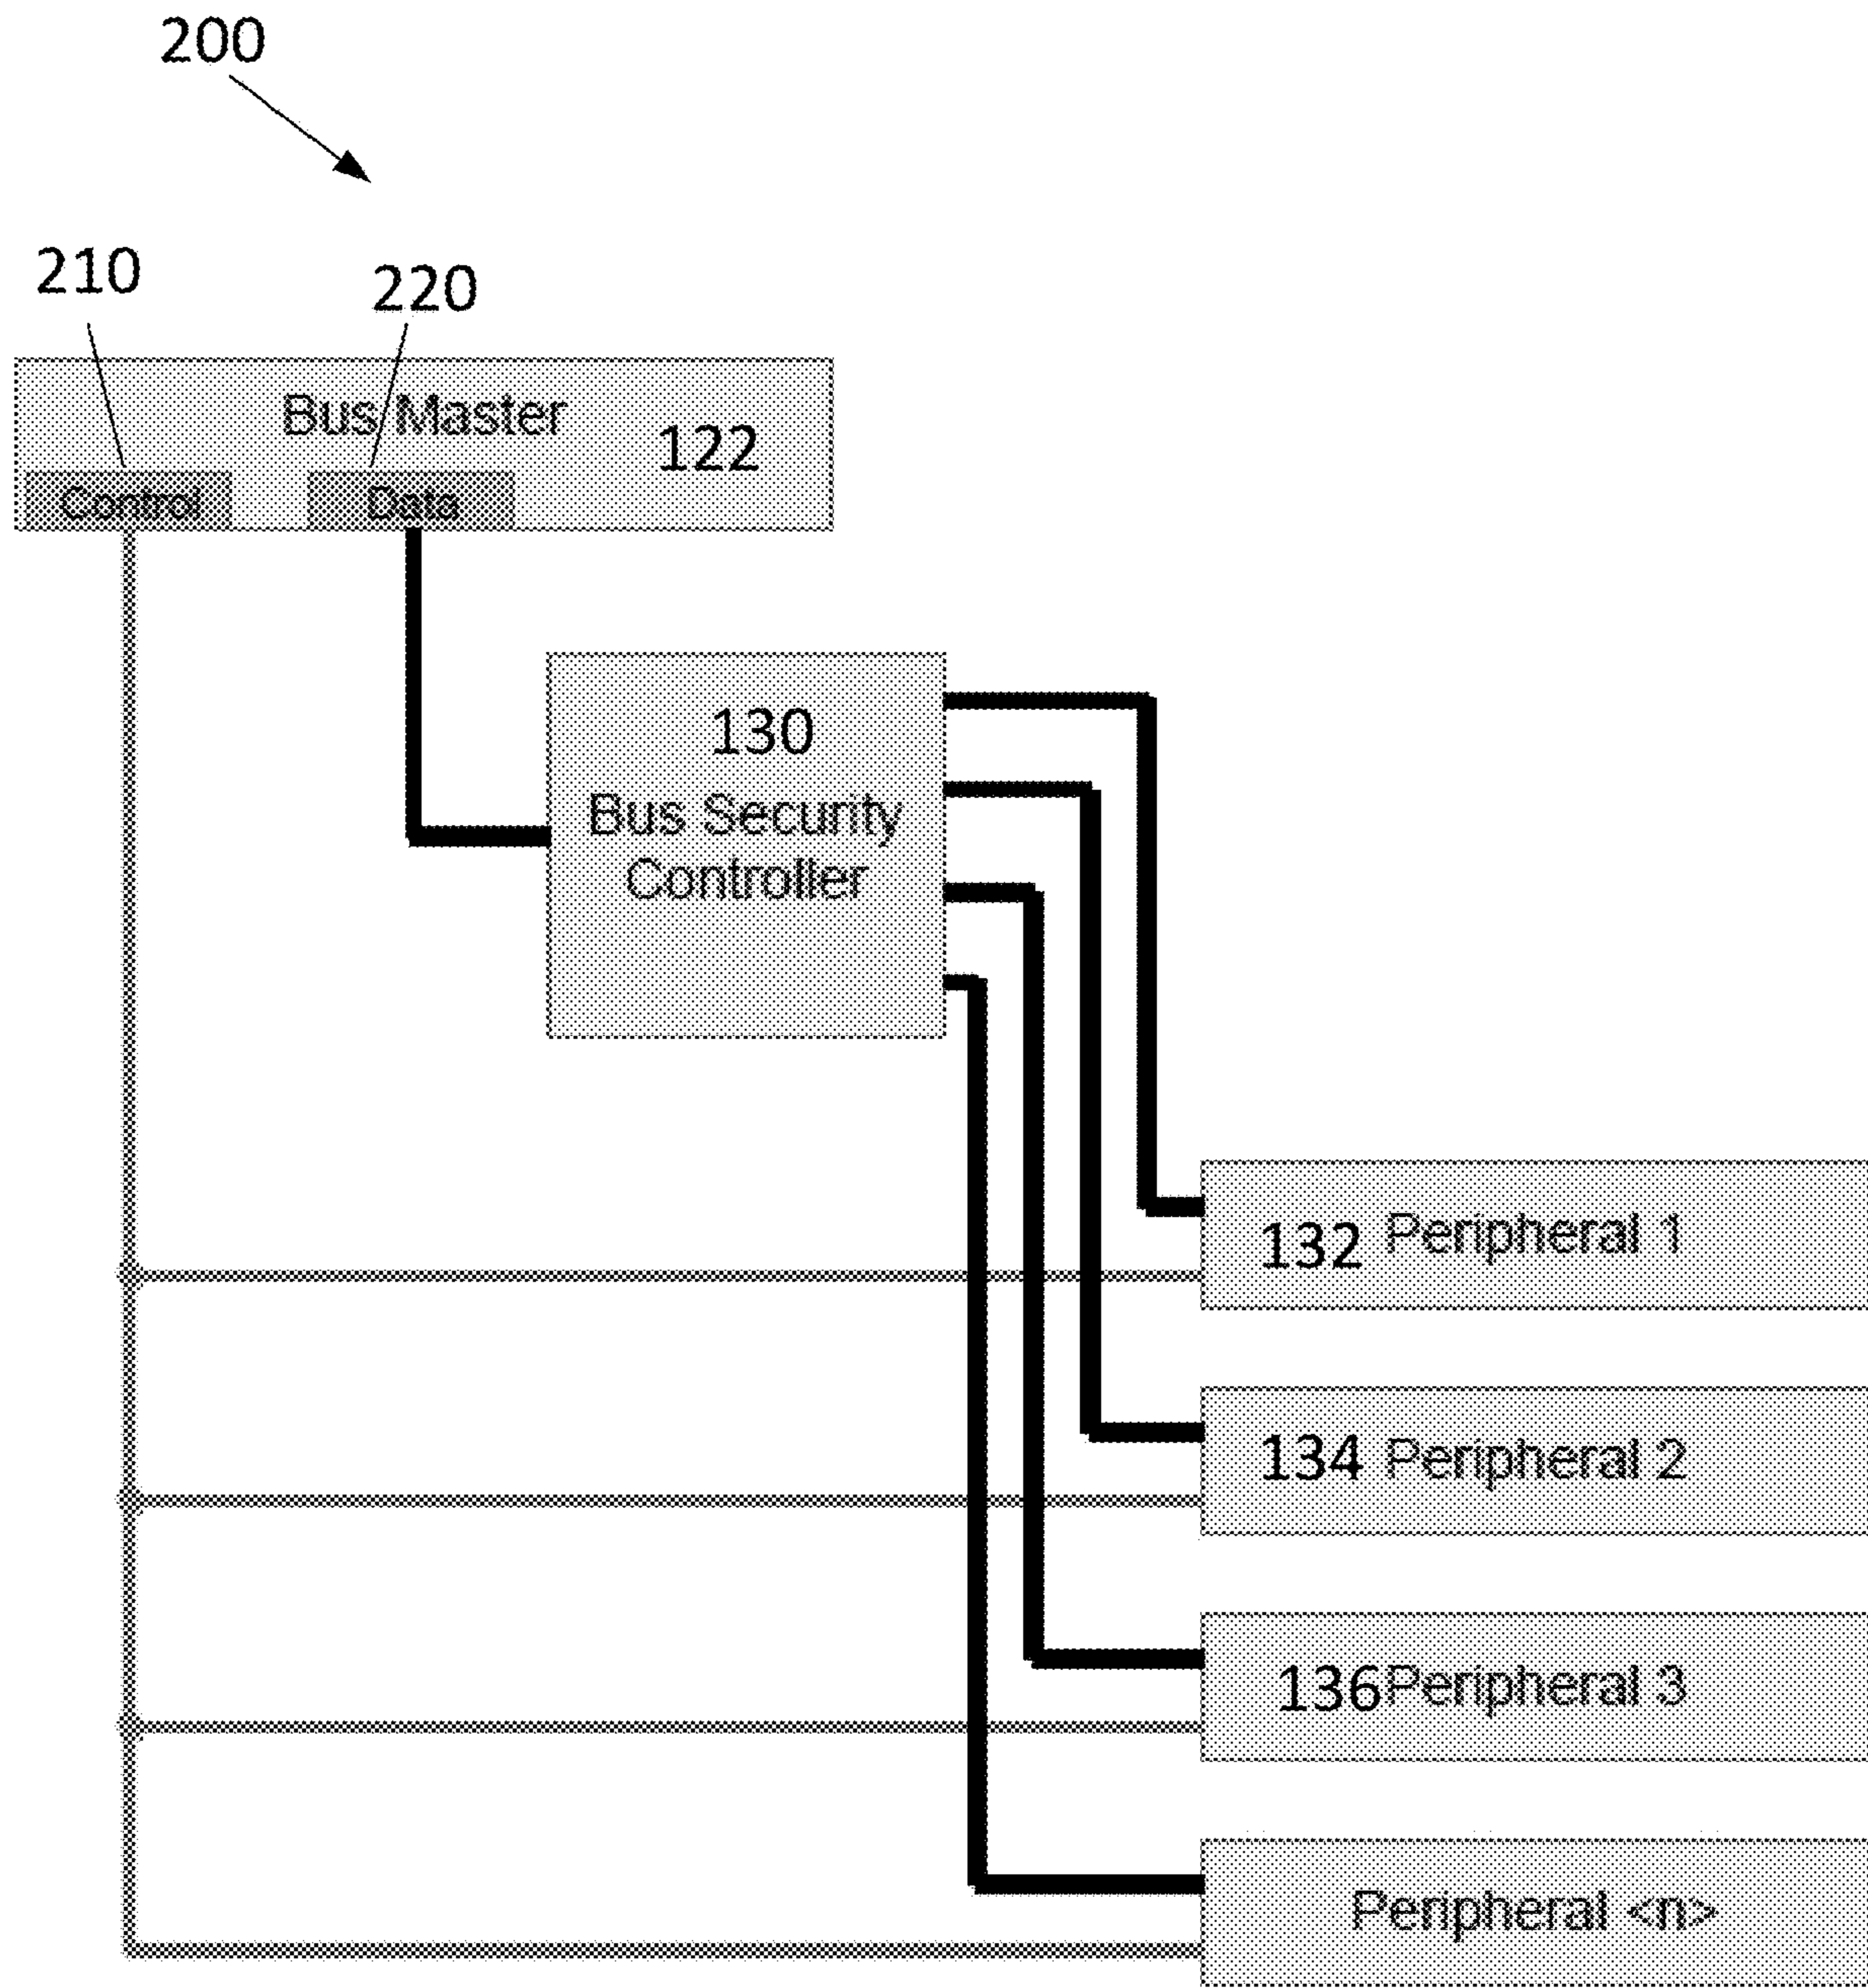 200
210
220
Bus Master
122
Control
Data
130
Bus Security
Controller
132 Peripheral 1
134 Peripheral 2
136 Peripheral 3
Peripheral <n>